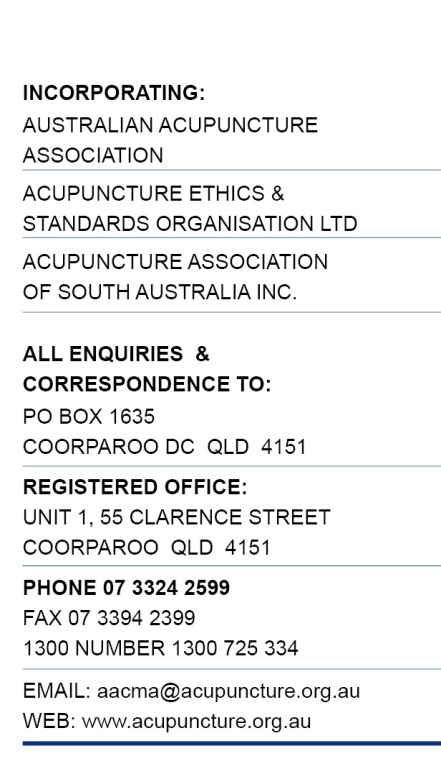 INCORPORATING:
AUSTRALIAN ACUPUNCTURE
ASSOCIATION
ACUPUNCTURE ETHICS &
STANDARDS ORGANISATION LTD
ACUPUNCTURE ASSOCIATION
OF SOUTH AUSTRALIA INC.
ALL ENQUIRIES &
CORRESPONDENCE TO:
PO BOX 1635
COORPAROO DC QLD 4151
REGISTERED OFFICE:
UNIT 1, 55 CLARENCE STREET
COORPAROO QLD 4151
PHONE 07 3324 2599
FAX 07 3394 2399
1300 NUMBER 1300 725 334
EMAIL: aacma@acupuncture.org.au
WEB: www.acupuncture.org.au